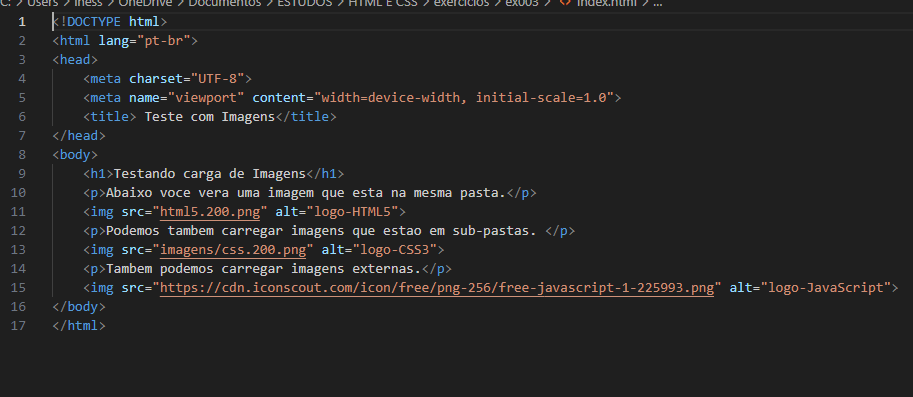 C: > Users > iness > OneDrive > Documentos > ESTUDOS > HTML E CSS > exercicios > ex003 > <> index.html > ...
1 <!DOCTYPE html>
2 <html lang="pt-br">
3 <head>
4 <meta charset="UTF-8">
5 <meta name="viewport" content="width=device-width, initial-scale=1.0">
6 <title> Teste com Imagens</title>
7 </head>
8 <body>
9 <h1>Testando carga de Imagens</h1>
10 <p>Abaixo voce vera uma imagem que esta na mesma pasta.</p>
11 <img src="html5.200.png" alt="logo-HTML5">
12 <p>Podemos tambem carregar imagens que estao em sub-pastas. </p>
13 <img src="imagens/css.200.png" alt="logo-CSS3">
14 <p>Tambem podemos carregar imagens externas.</p>
15 <img src="https://cdn.iconscout.com/icon/free/png-256/free-javascript-1-225993.png" alt="logo-JavaScript">
16 </body>
17 </html>